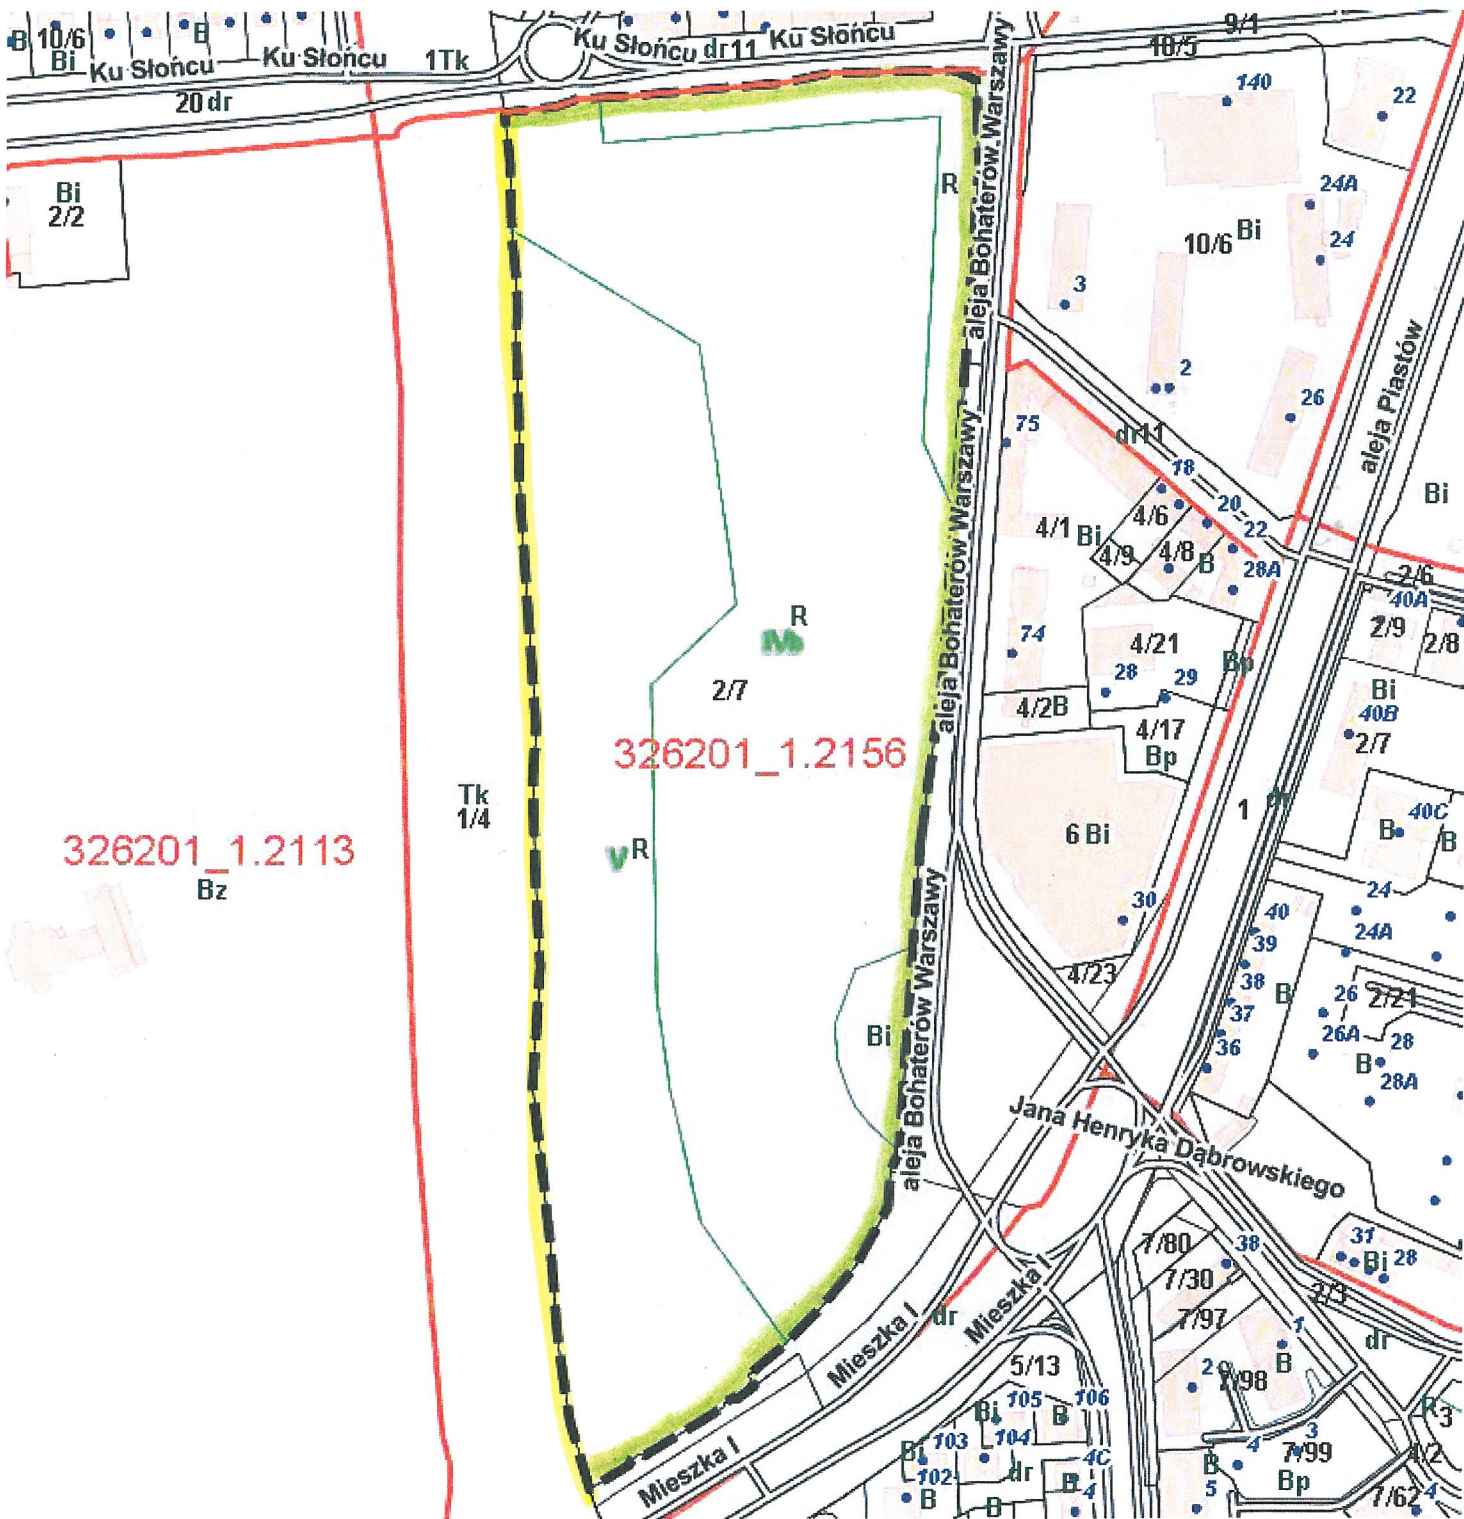 B
10/6
Bi
B
Ku Słońcu
Ku Słońcu
1Tk
20 dr
Ku Słońcu
dr11
Ku Słońcu
9/1
10/5
140
22
Bi
2/2
R
24A
24
10/6
Bi
3
2
26
aleja Bohaterów Warszawy
aleja Piastów
75
dr11
18
20
22
4/6
4/1
Bi
4/9
4/8
B
28A
Bi
2/6
40A
2/9
2/8
aleja Bohaterów Warszawy
R
IVb
2/7
74
4/21
Bp
28
29
4/2B
4/17
Bp
Bi
40B
2/7
326201_1.2156
Tk
1/4
326201_1.2113
Bz
V
R
6 Bi
1
dr
40C
B
B
30
4/23
24
24A
40
39
38
37
36
B
26
26A
2/21
28
B
28A
Bi
aleja Bohaterów Warszawy
Jana Henryka Dąbrowskiego
7/80
38
7/30
7/97
31
Bi
28
2/3
dr
Mieszka I
dr
Mieszka I
Mieszka I
5/13
1
B
2
7/98
105
106
Bi
B
104
103
Bi
102
B
dr
B
4C
B
4
3
7/99
4
B
Bp
5
R
3
4/2
7/62
4